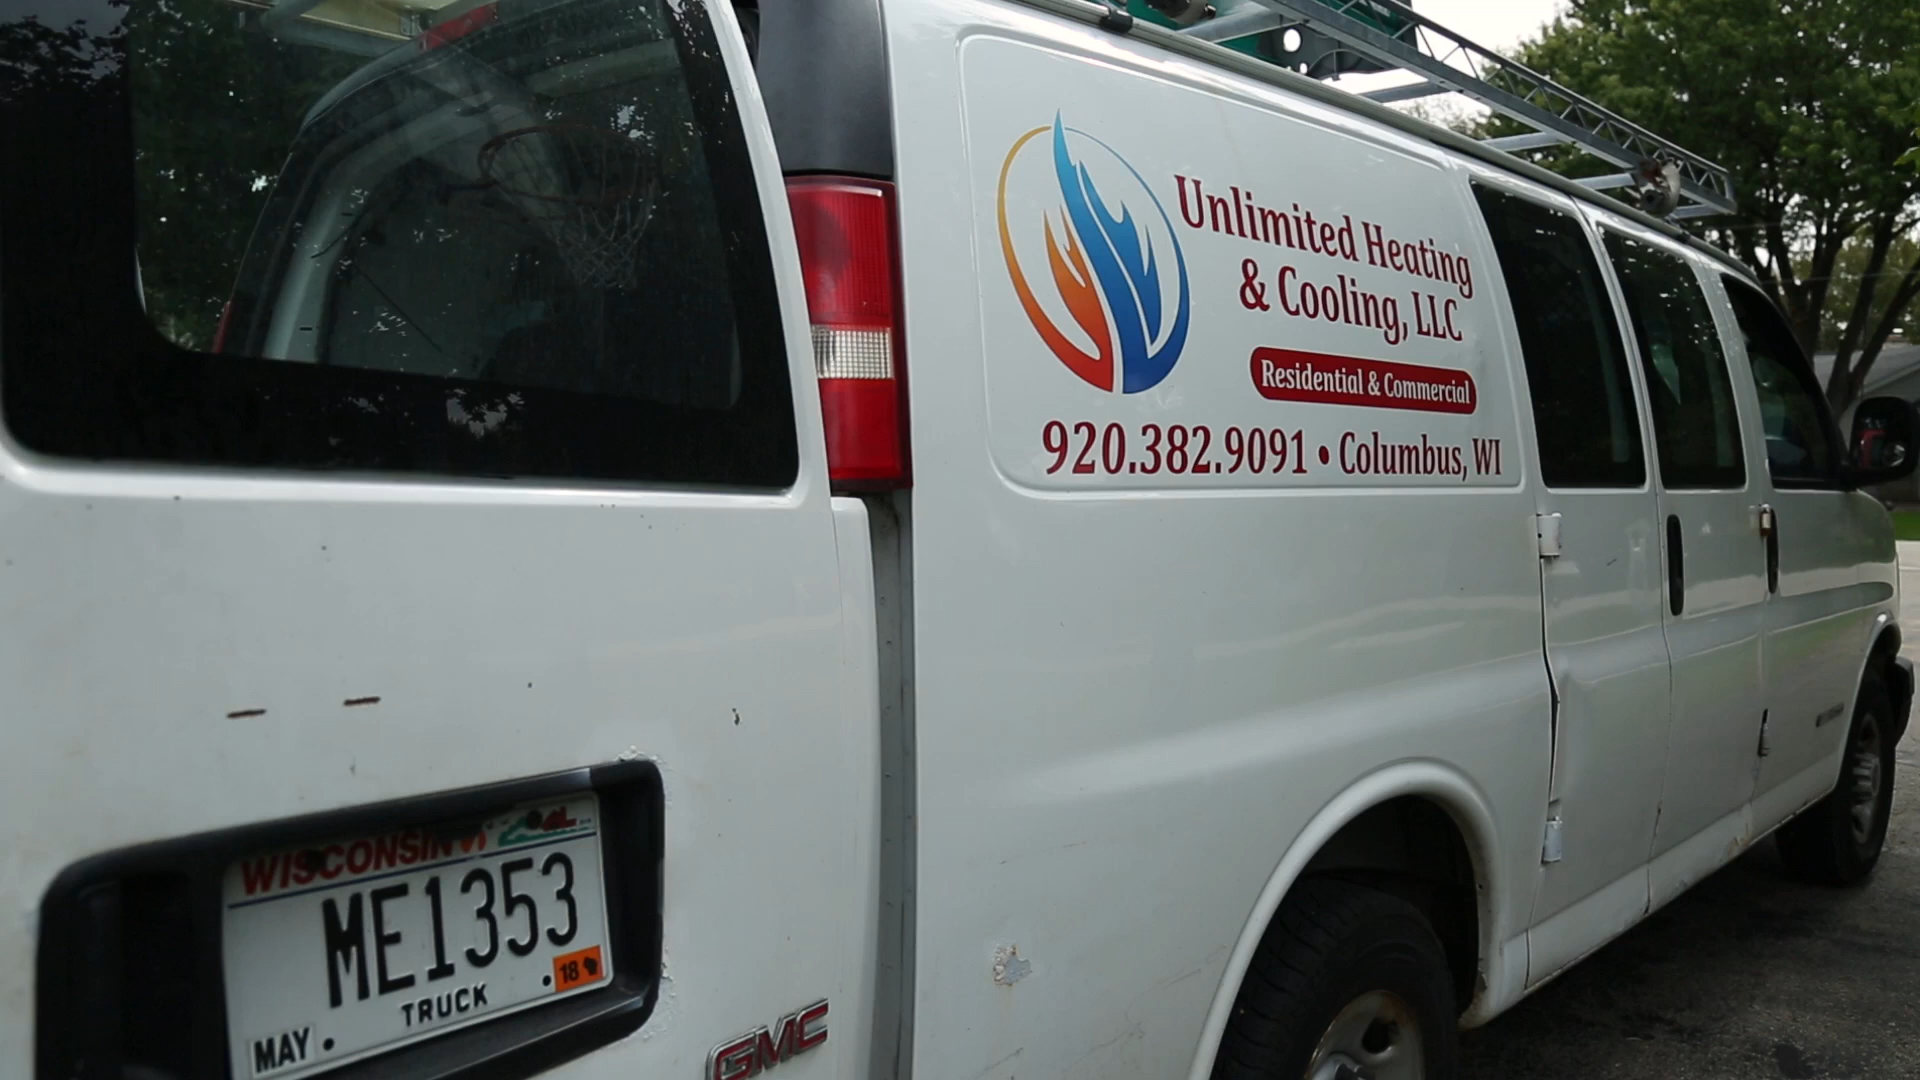 Unlimited Heating
& Cooling, LLC
Residential & Commercial
920.382.9091 • Columbus, WI
WISCONSIN
ME1353
18
TRUCK
MAY
GMC